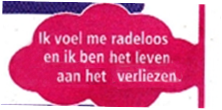 Ik voel me radeloos
en ik ben het leven
aan het verliezen.